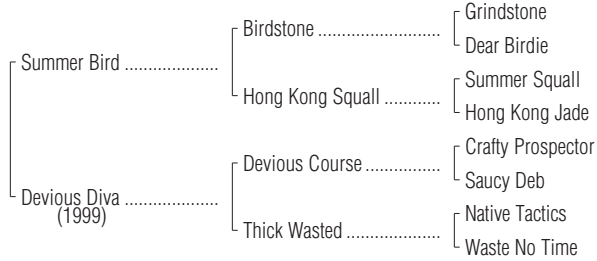 Grindstone
Birdstone ........................
Dear Birdie
Summer Bird ...................
Summer Squall
Hong Kong Squall ...........
Hong Kong Jade
Crafty Prospector
Devious Course ...............
Saucy Deb
Devious Diva ...................
(1999)
Native Tactics
Thick Wasted ...................
Waste No Time